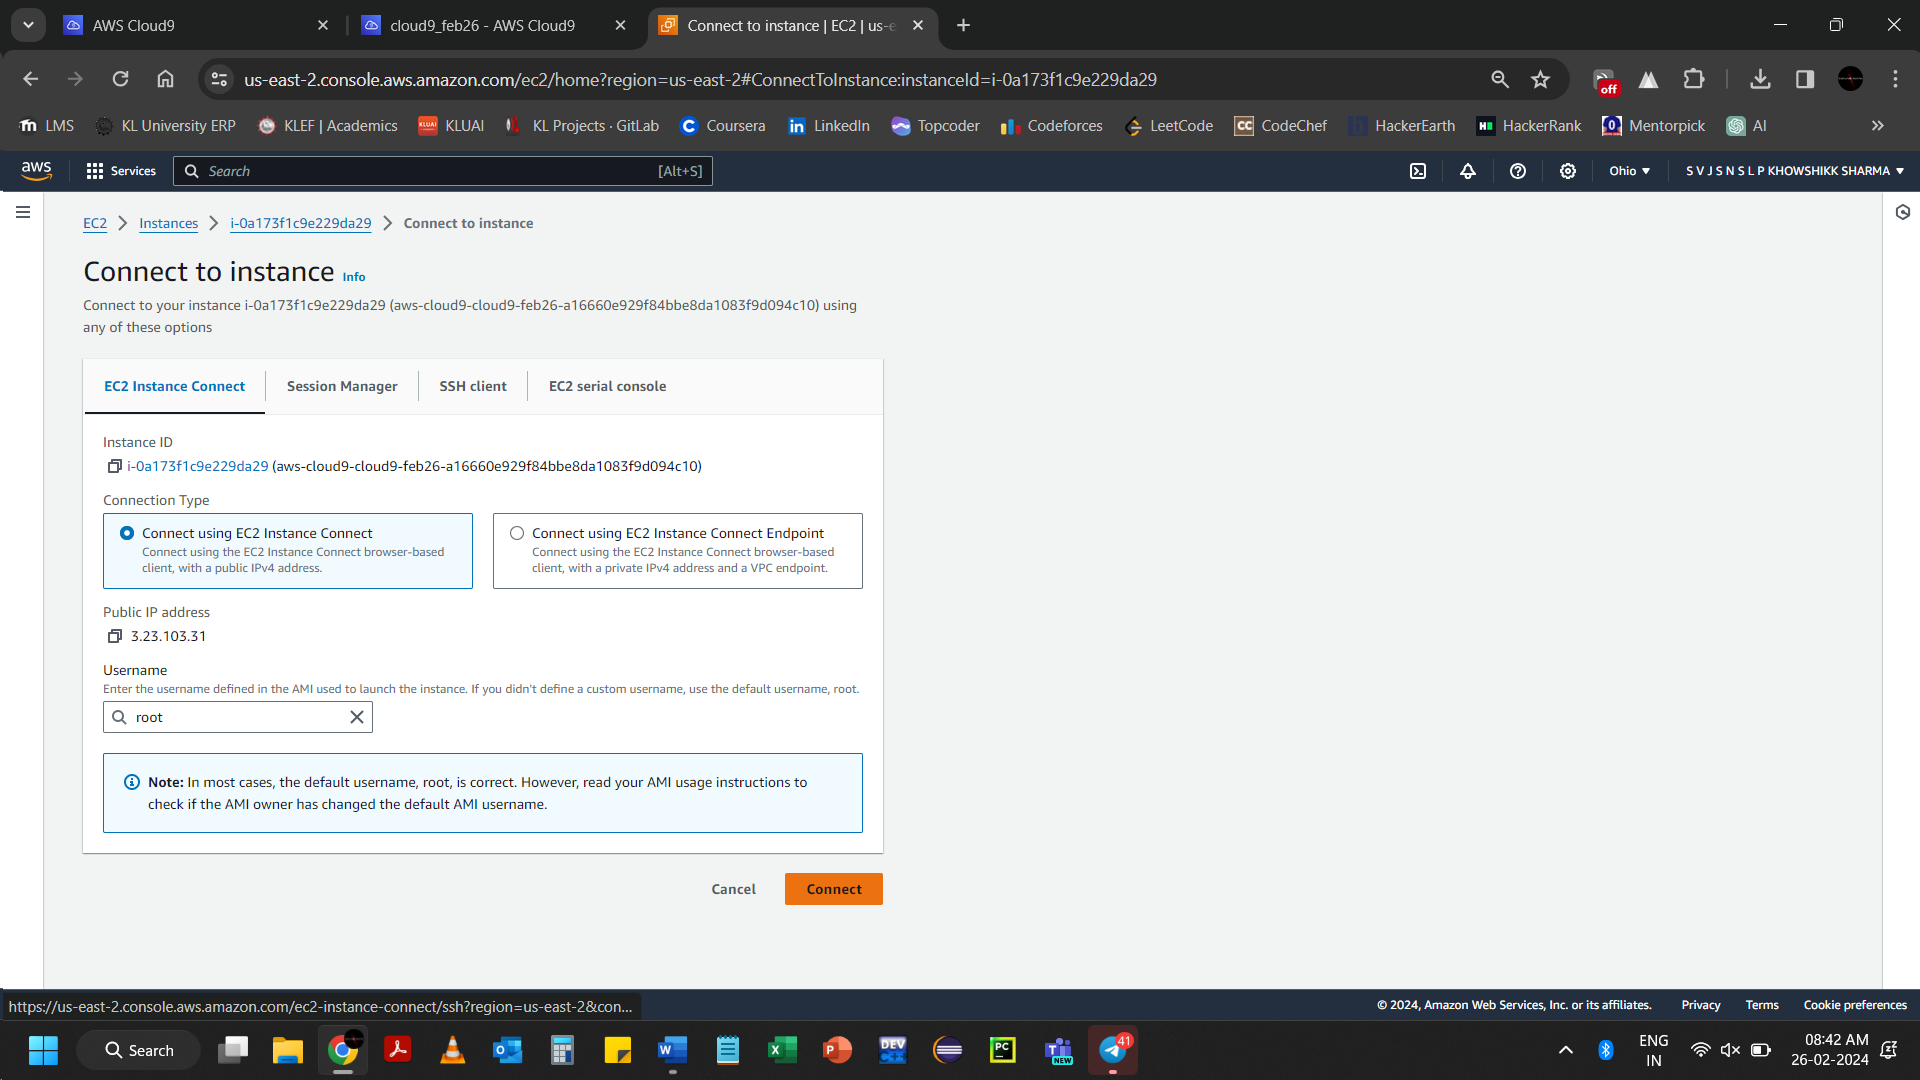 AWS Cloud9
cloud9_feb26 - AWS Cloud9
Connect to instance | EC2 | us-e
us-east-2.console.aws.amazon.com/ec2/home?region=us-east-2#ConnectToInstance:instanceId=i-0a173f1c9e229da29
off
LMS
KL University ERP
KLEF | Academics
KLUAI
KLUAI
KL Projects · GitLab
Coursera
LinkedIn
Topcoder
Codeforces
LeetCode
CC
CodeChef
HackerEarth
HackerRank
Mentorpick
AI
aws
Services
Search
[Alt+S]
Ohio
S V J S N S L P KHOWSHIKK SHARMA
EC2
Instances
i-0a173f1c9e229da29
Connect to instance
Connect to instance Info
Connect to your instance i-0a173f1c9e229da29 (aws-cloud9-cloud9-feb26-a16660e929f84bbe8da1083f9d094c10) using
any of these options
EC2 Instance Connect
Session Manager
SSH client
EC2 serial console
Instance ID
i-0a173f1c9e229da29 (aws-cloud9-cloud9-feb26-a16660e929f84bbe8da1083f9d094c10)
Connection Type
Connect using EC2 Instance Connect
Connect using the EC2 Instance Connect browser-based
client, with a public IPv4 address.
Connect using EC2 Instance Connect Endpoint
Connect using the EC2 Instance Connect browser-based
client, with a private IPv4 address and a VPC endpoint.
Public IP address
3.23.103.31
Username
Enter the username defined in the AMI used to launch the instance. If you didn't define a custom username, use the default username, root.
root
Note: In most cases, the default username, root, is correct. However, read your AMI usage instructions to
check if the AMI owner has changed the default AMI username.
Cancel
Connect
https://us-east-2.console.aws.amazon.com/ec2-instance-connect/ssh?region=us-east-2&con...
© 2024, Amazon Web Services, Inc. or its affiliates.
Privacy
Terms
Cookie preferences
Search
DEV
PC
NEW
41
ENG
IN
08:42 AM
26-02-2024